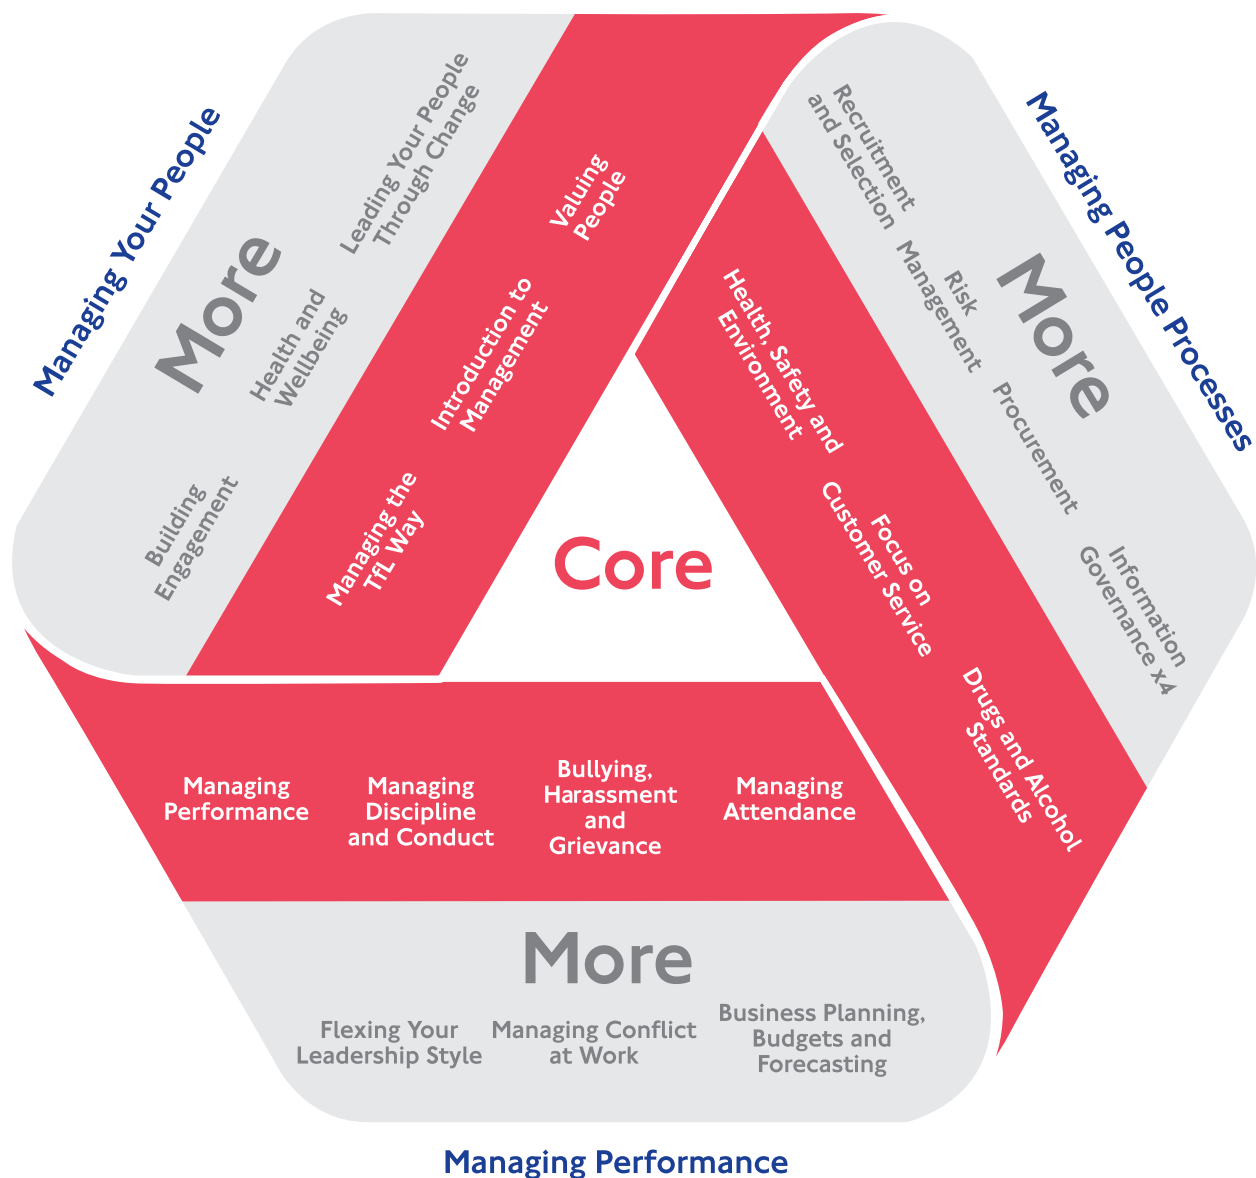 Managing Your People
More
Leading Your People
Through Change
Health and
Wellbeing
Building
Engagement
Valuing
People
Introduction to
Management
Managing the
TfL Way
Managing People Processes
More
Recruitment
and Selection
Risk
Management
Procurement
Information
Governance x4
Health, Safety and
Environment
Focus on
Customer Service
Drugs and Alcohol
Standards
Core
Managing
Performance
Managing
Discipline
and Conduct
Bullying,
Harassment
and
Grievance
Managing
Attendance
More
Flexing Your
Leadership Style
Managing Conflict
at Work
Business Planning,
Budgets and
Forecasting
Managing Performance